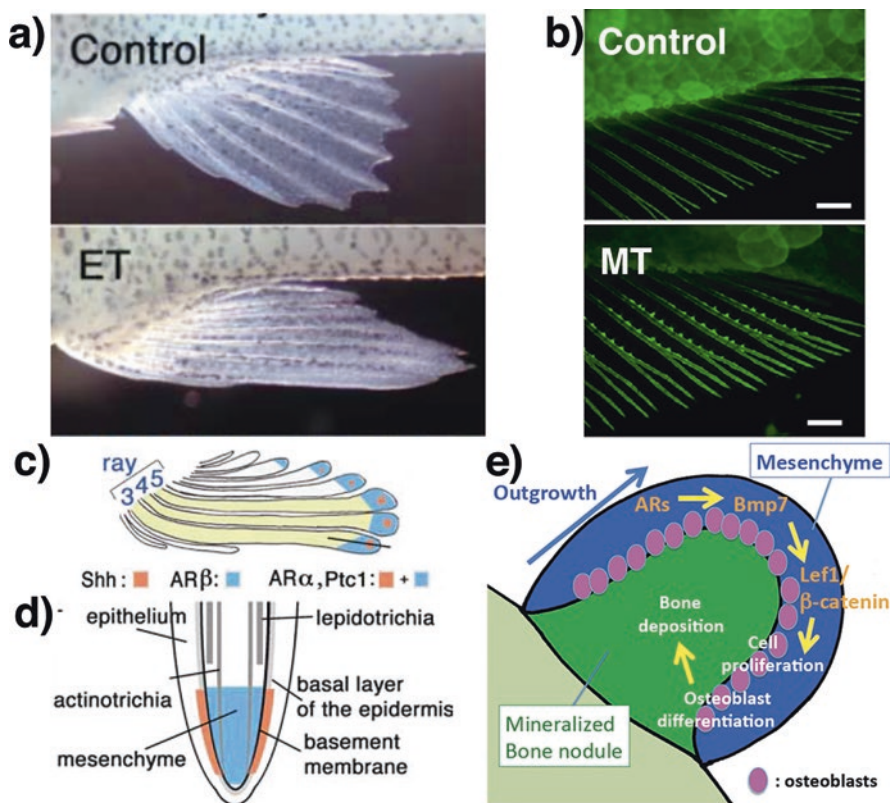 a)
Control
ET
b)
Control
MT
c)
ray
3 4 5
Shh : ARβ: ARα, Ptc1: +
d)
epithelium
lepidotrichia
actinotrichia
basal layer
of the epidermis
mesenchyme
basement
membrane
e)
Mesenchyme
Outgrowth
ARs
Bmp7
Lef1/
β-catenin
Bone
deposition
Cell
proliferation
Osteoblast
differentiation
Mineralized
Bone nodule
: osteoblasts